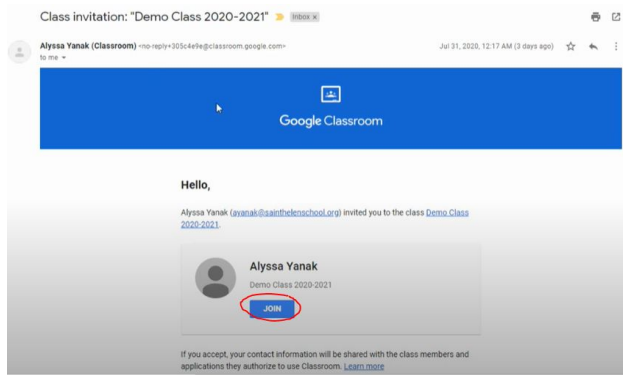 Class invitation: "Demo Class 2020-2021" Inbox x
Alyssa Yanak (Classroom) <no-reply+305c4e9e@classroom.google.com> Jul 31, 2020, 12:17 AM (3 days ago)
to me
Google Classroom
Hello,
Alyssa Yanak (ayanak@sainthelenschool.org) invited you to the class Demo Class
2020-2021.
Alyssa Yanak
Demo Class 2020-2021
JOIN
If you accept, your contact information will be shared with the class members and
applications they authorize to use Classroom. Learn more